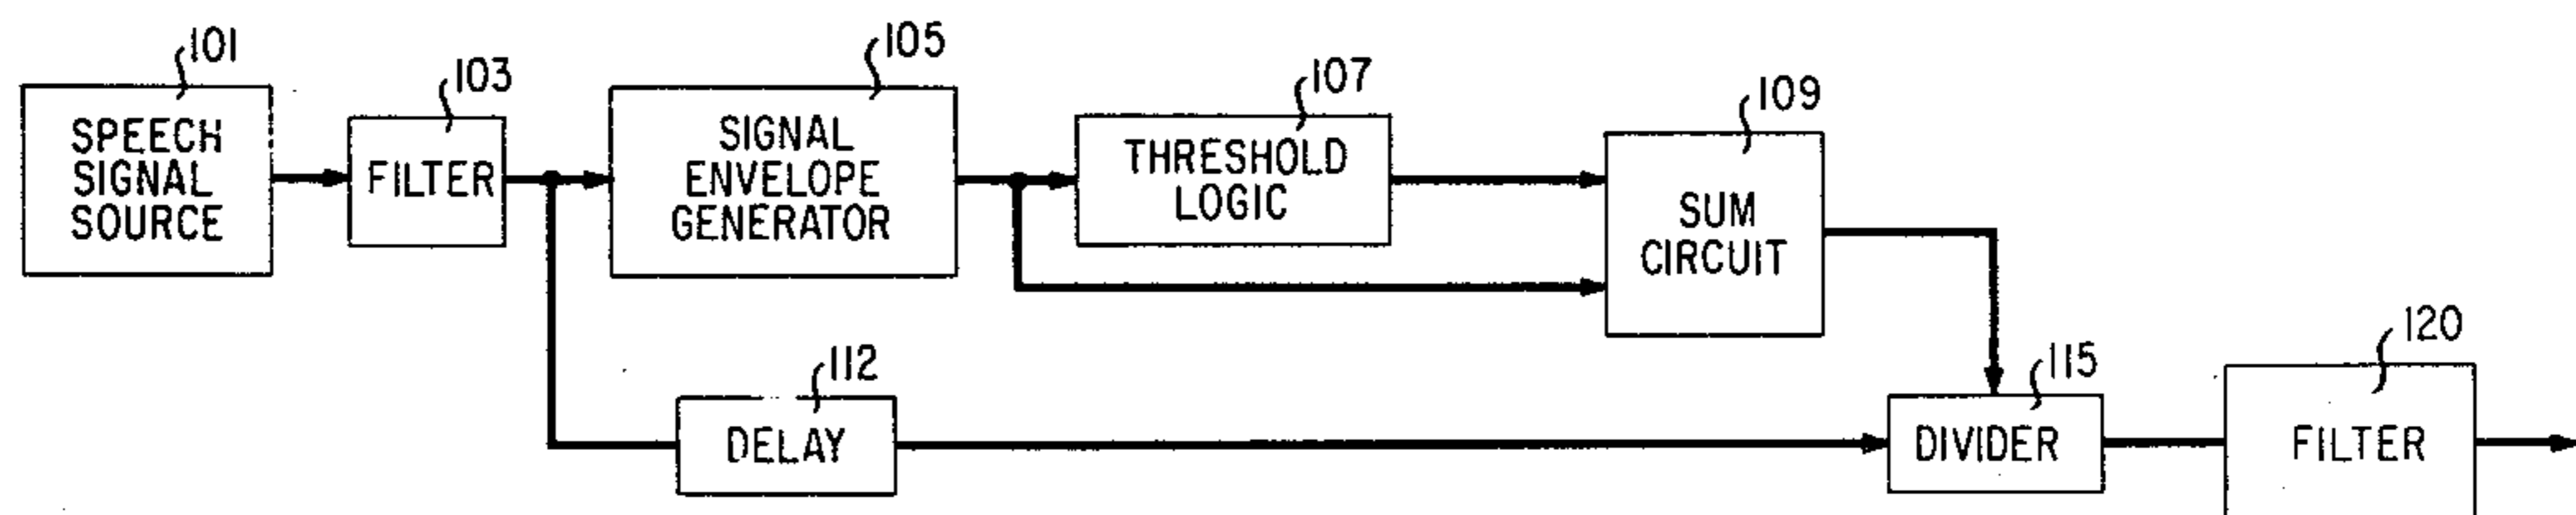 101
SPEECH
SIGNAL
SOURCE
103
FILTER
105
SIGNAL
ENVELOPE
GENERATOR
107
THRESHOLD
LOGIC
109
SUM
CIRCUIT
112
DELAY
115
DIVIDER
120
FILTER